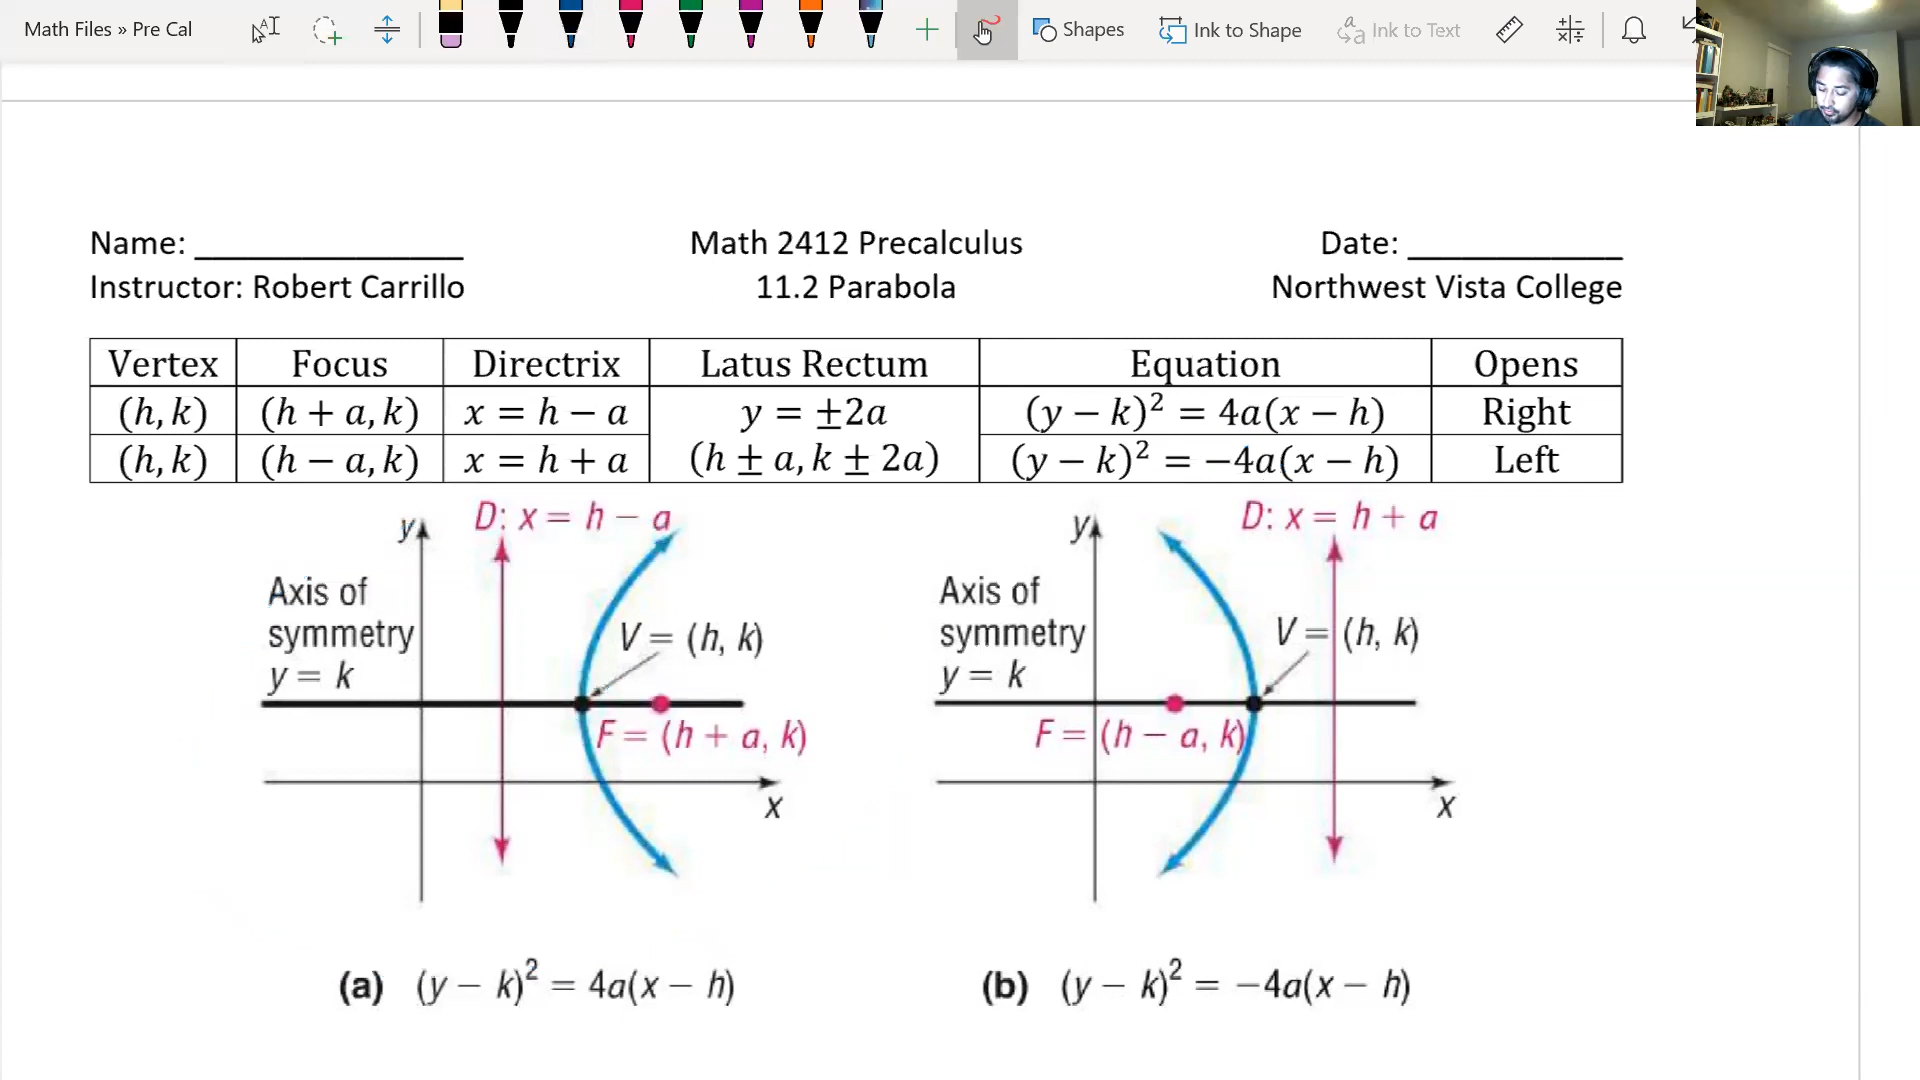 Math Files » Pre Cal
Shapes
Ink to Shape
Ink to Text
Name: _______________ Math 2412 Precalculus Date: ____________
Instructor: Robert Carrillo 11.2 Parabola Northwest Vista College
Vertex Focus Directrix Latus Rectum Equation Opens
(h, k) (h + a, k) x = h − a y = ±2a (y − k)² = 4a(x − h) Right
(h, k) (h − a, k) x = h + a (h ± a, k ± 2a) (y − k)² = −4a(x − h) Left
y
D: x = h − a
Axis of
symmetry
y = k
V = (h, k)
F = (h + a, k)
x
(a) (y − k)² = 4a(x − h)
y
D: x = h + a
Axis of
symmetry
y = k
V = (h, k)
F = (h − a, k)
x
(b) (y − k)² = −4a(x − h)